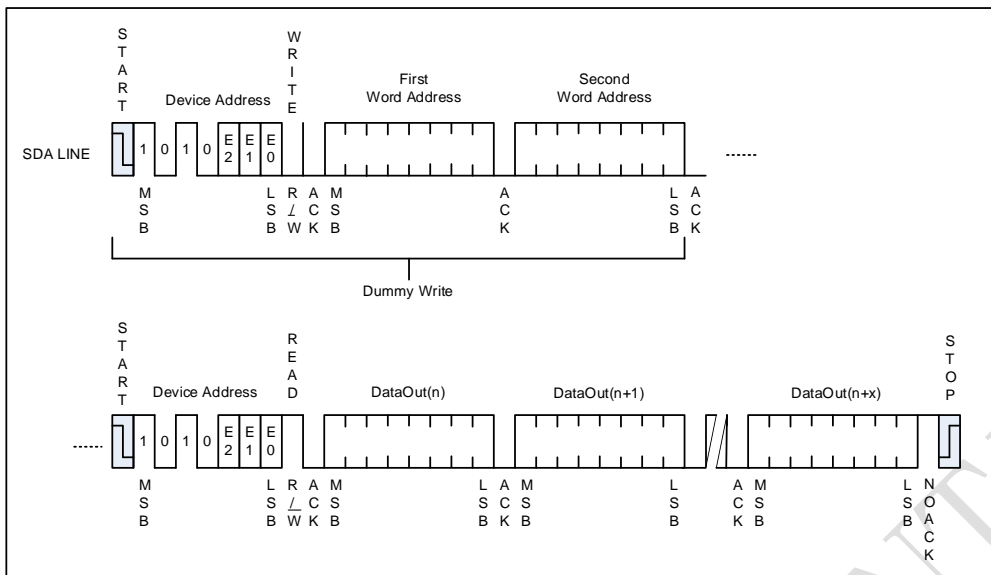 START
WRITE
Device Address
First
Word Address
Second
Word Address
SDA LINE
1 0 1 0 E2 E1 E0
......
MSB
LSB
R/W
ACK
MSB
ACK
LSB
ACK
Dummy Write
START
READ
STOP
Device Address
DataOut(n)
DataOut(n+1)
DataOut(n+x)
......
1 0 1 0 E2 E1 E0
MSB
LSB
R/W
ACK
MSB
LSB
ACK
MSB
LSB
ACK
MSB
LSB
NOACK